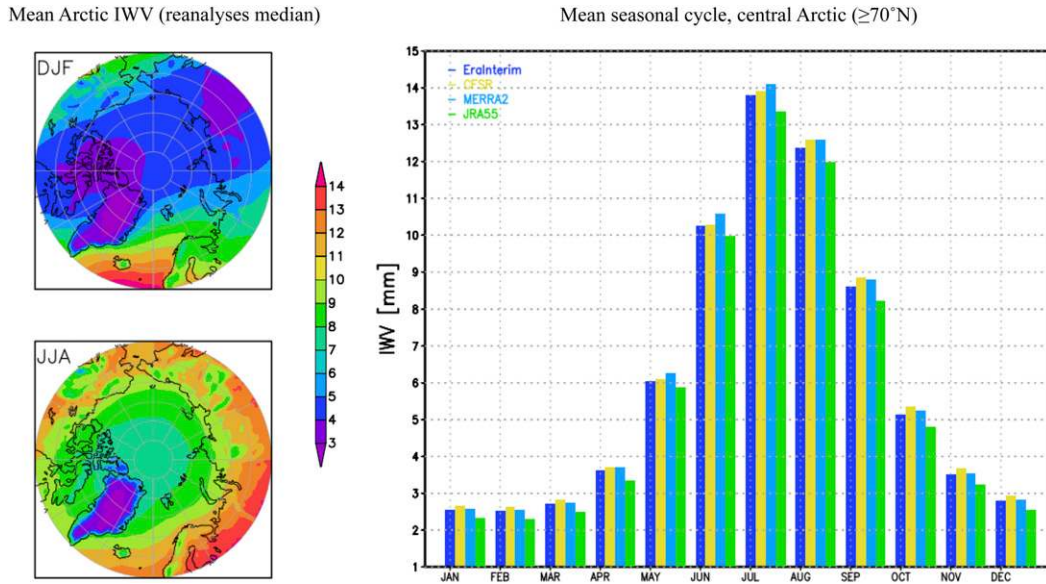 Mean Arctic IWV (reanalyses median)
Mean seasonal cycle, central Arctic (≥70˚N)
DJF
JJA
14
13
12
11
10
9
8
7
6
5
4
3
IWV [mm]
15
14
13
12
11
10
9
8
7
6
5
4
3
2
1
EraInterim
CFSR
MERRA2
JRA55
JAN FEB MAR APR MAY JUN JUL AUG SEP OCT NOV DEC